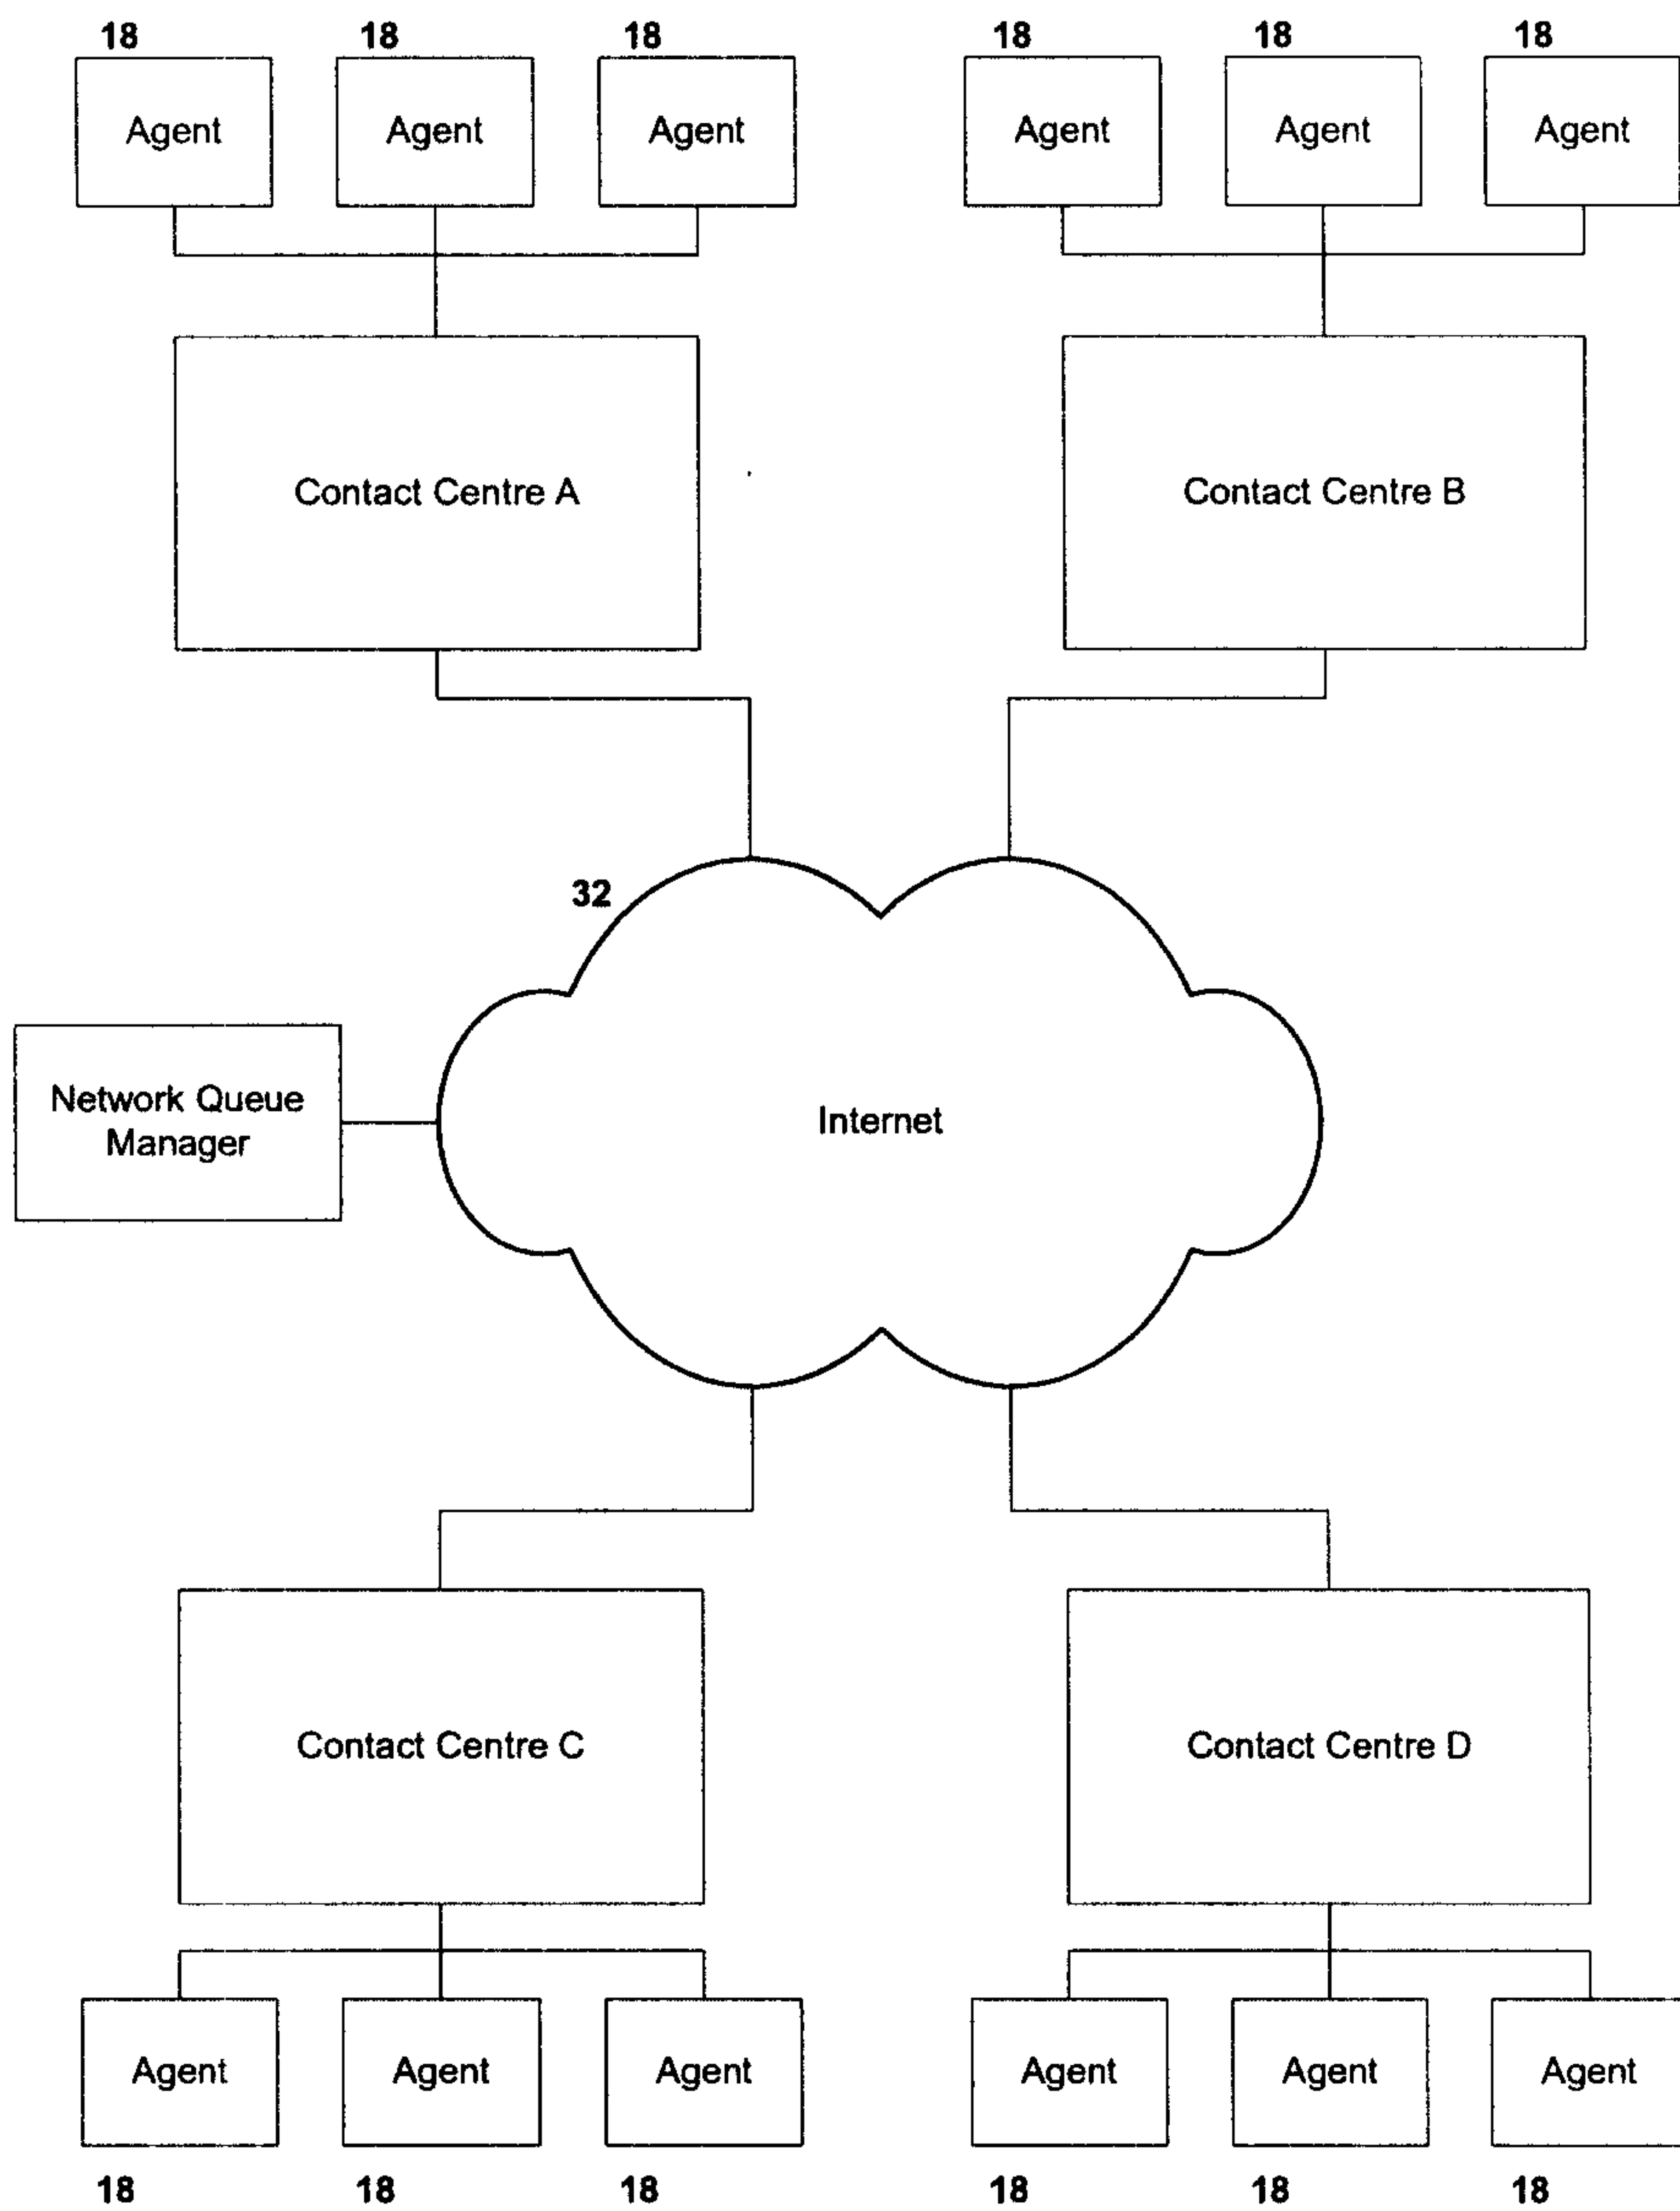 18 18 18 18 18 18
Agent Agent Agent Agent Agent Agent
Contact Centre A Contact Centre B
32
Network Queue
Manager
Internet
Contact Centre C Contact Centre D
Agent Agent Agent Agent Agent Agent
18 18 18 18 18 18